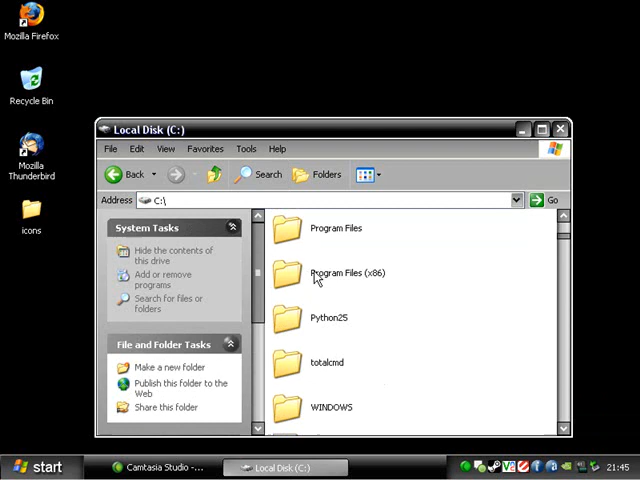 Mozilla Firefox
Recycle Bin
Mozilla
Thunderbird
icons
Local Disk (C:)
File Edit View Favorites Tools Help
Back Search Folders
Address C:\ Go
System Tasks
Hide the contents of
this drive
Add or remove
programs
Search for files or
folders
File and Folder Tasks
Make a new folder
Publish this folder to the
Web
Share this folder
Program Files
Program Files (x86)
Python25
totalcmd
WINDOWS
start Camtasia Studio -... Local Disk (C:) 21:45